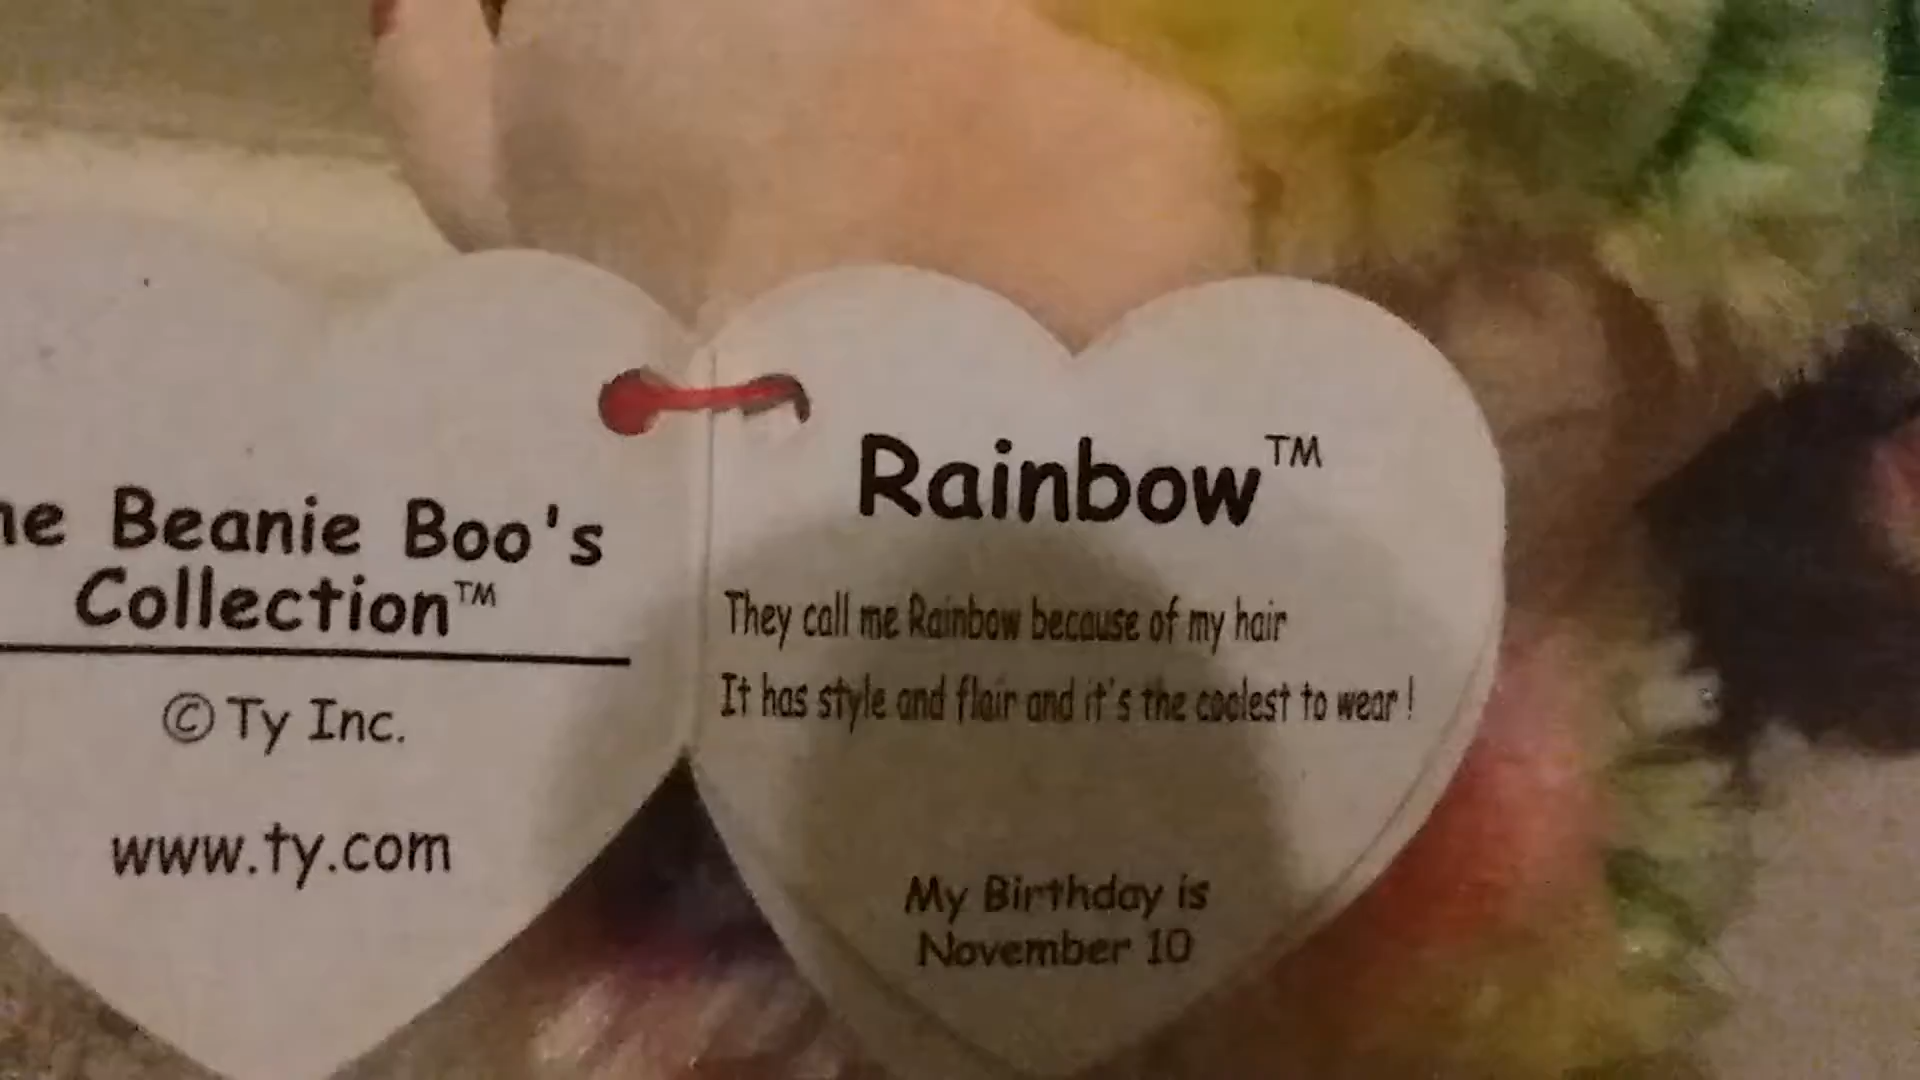 he Beanie Boo's
Collection™
© Ty Inc.
www.ty.com
Rainbow™
They call me Rainbow because of my hair
It has style and flair and it's the coolest to wear!
My Birthday is
November 10